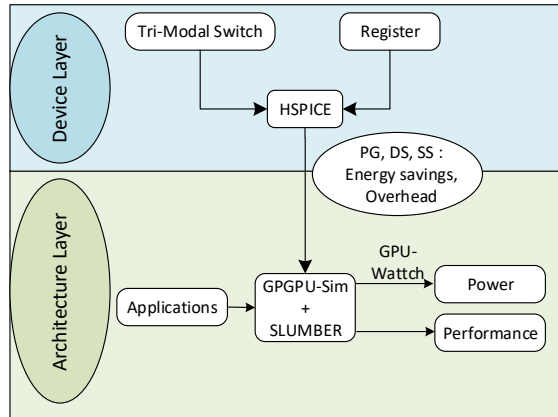 Device Layer
Tri-Modal Switch
Register
HSPICE
PG, DS, SS :
Energy savings,
Overhead
Architecture Layer
Applications
GPGPU-Sim
+
SLUMBER
GPU-
Wattch
Power
Performance